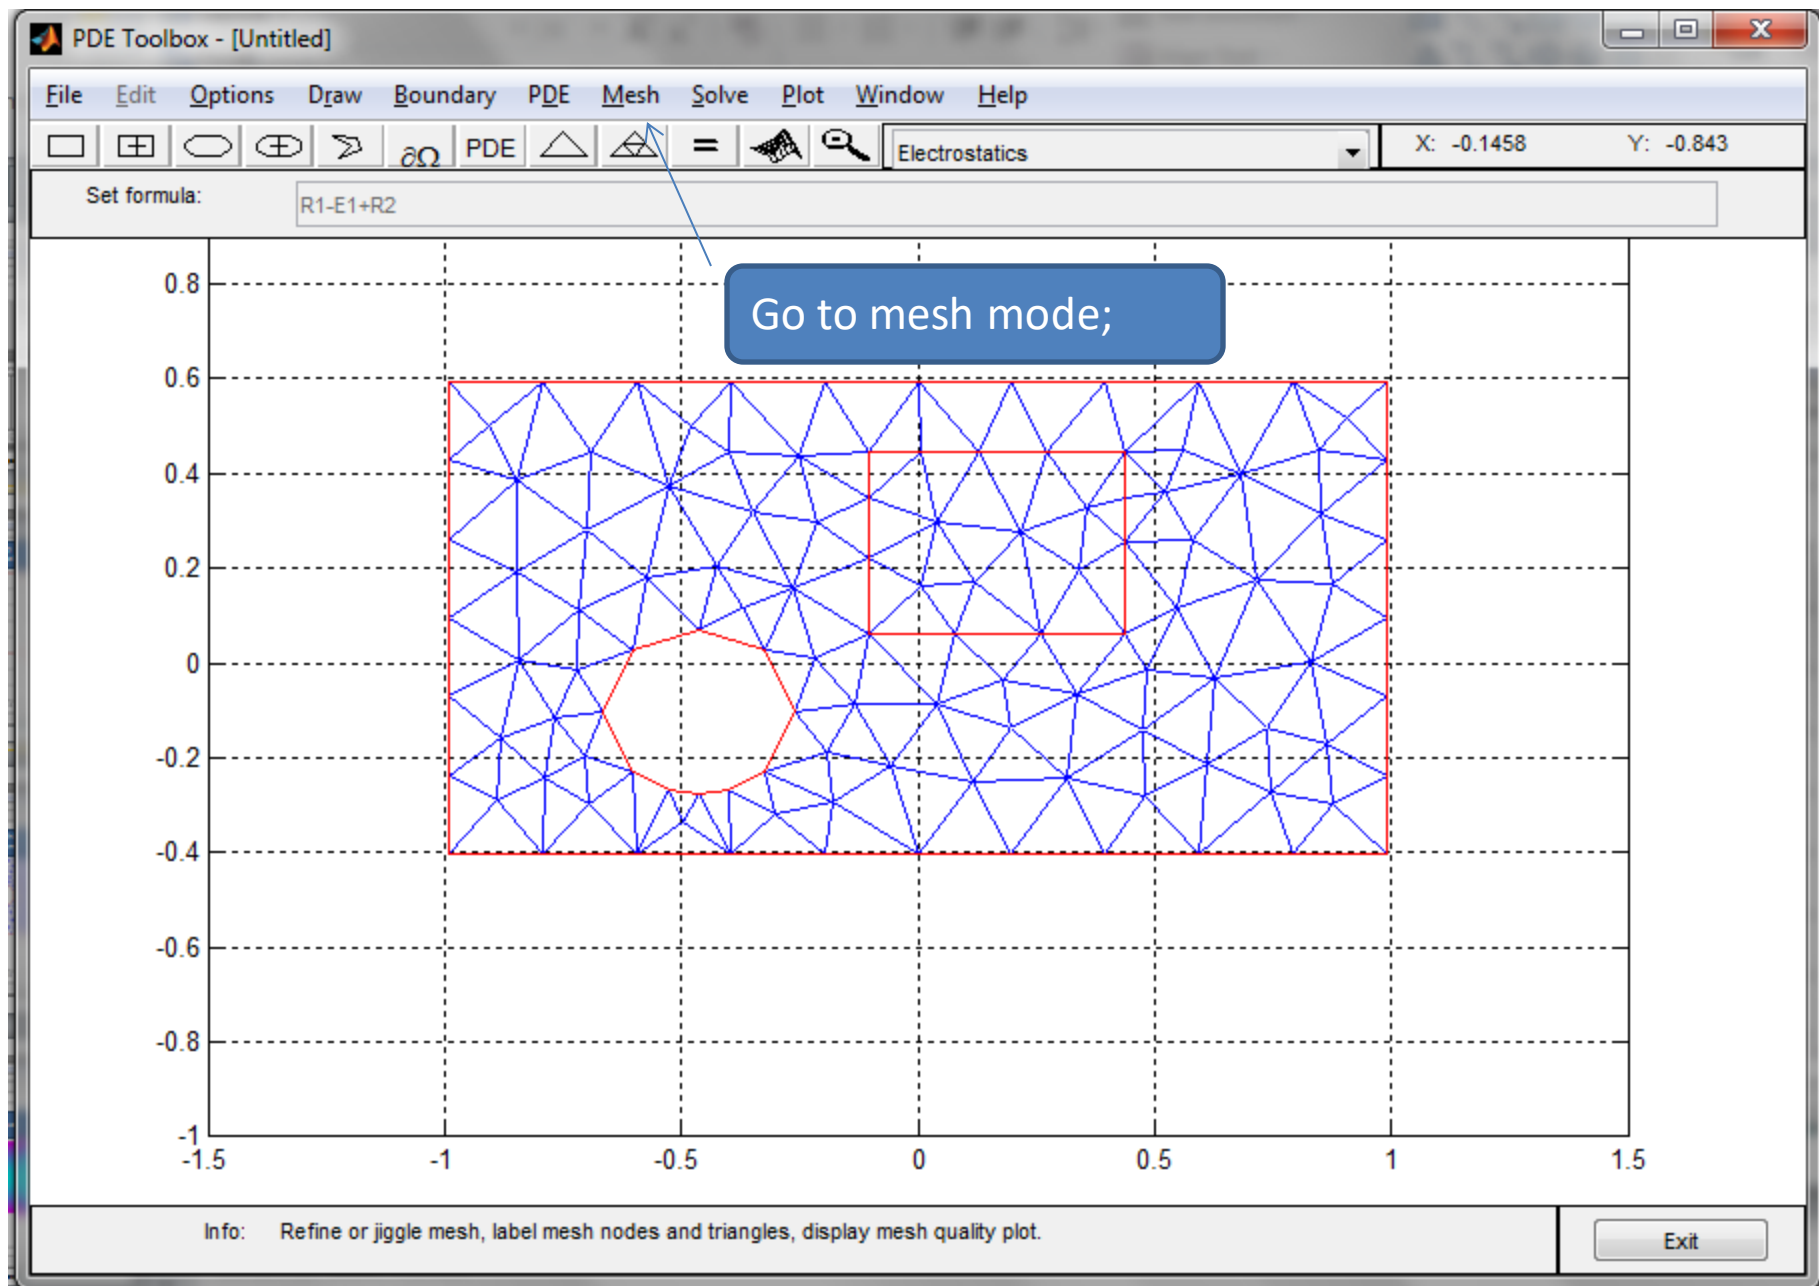 PDE Toolbox - [Untitled]
File Edit Options Draw Boundary PDE Mesh Solve Plot Window Help
∂Ω PDE = Electrostatics X: -0.1458 Y: -0.843
Set formula: R1-E1+R2
Go to mesh mode;
0.8
0.6
0.4
0.2
0
-0.2
-0.4
-0.6
-0.8
-1
-1.5 -1 -0.5 0 0.5 1 1.5
Info: Refine or jiggle mesh, label mesh nodes and triangles, display mesh quality plot.
Exit